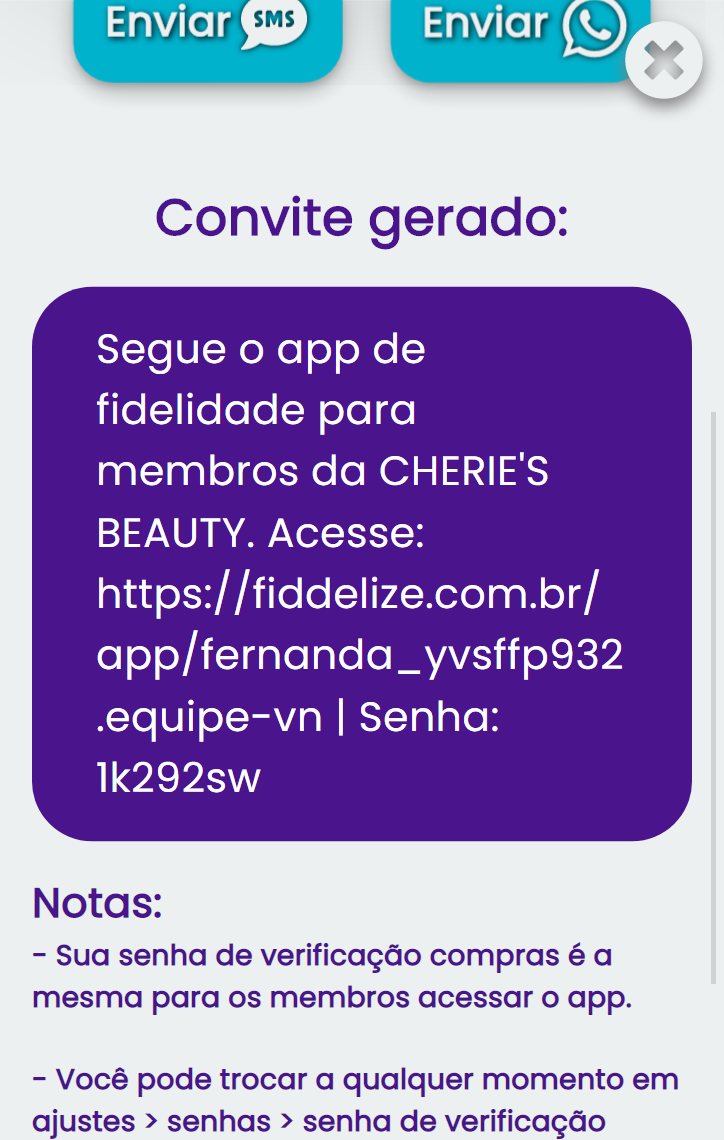 Enviar SMS Enviar
Convite gerado:
Segue o app de
fidelidade para
membros da CHERIE'S
BEAUTY. Acesse:
https://fiddelize.com.br/
app/fernanda_yvsffp932
.equipe-vn | Senha:
1k292sw
Notas:
- Sua senha de verificação compras é a
mesma para os membros acessar o app.
- Você pode trocar a qualquer momento em
ajustes > senhas > senha de verificação